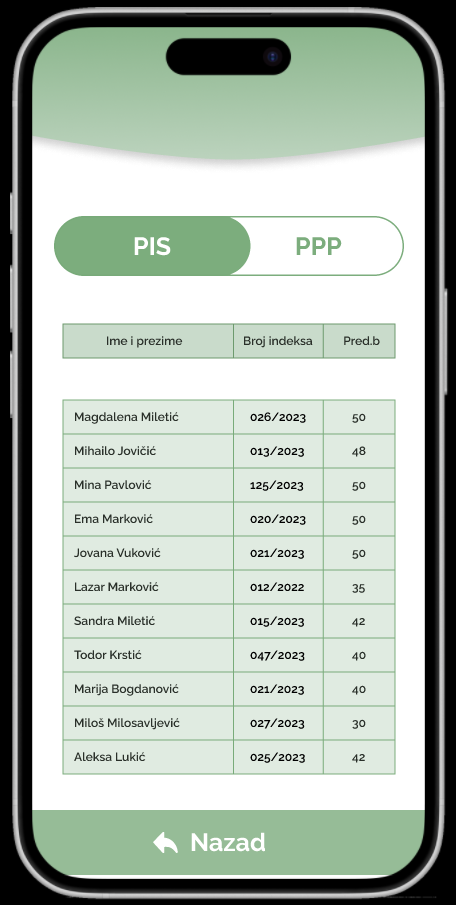 PIS PPP
Ime i prezime Broj indeksa Pred.b
Magdalena Miletić 026/2023 50
Mihailo Jovičić 013/2023 48
Mina Pavlović 125/2023 50
Ema Marković 020/2023 50
Jovana Vuković 021/2023 50
Lazar Marković 012/2022 35
Sandra Miletić 015/2023 42
Todor Krstić 047/2023 40
Marija Bogdanović 021/2023 40
Miloš Milosavljević 027/2023 30
Aleksa Lukić 025/2023 42
Nazad